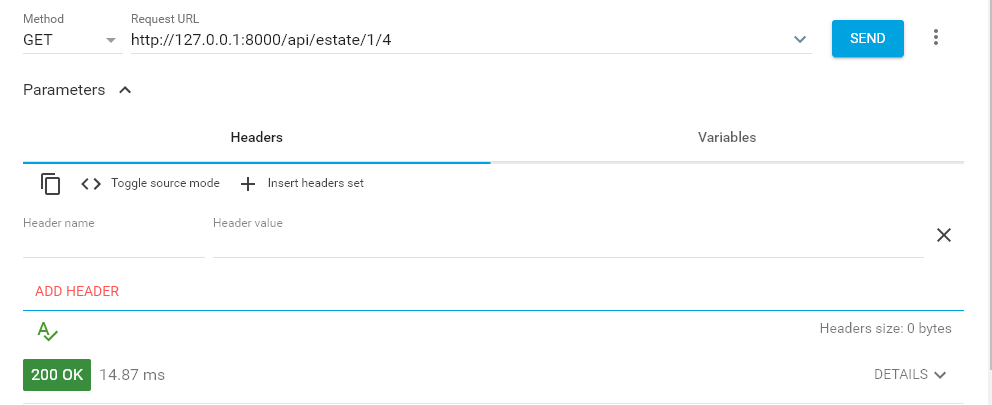 Method
Request URL
GET
http://127.0.0.1:8000/api/estate/1/4
SEND
Parameters
Headers
Variables
Toggle source mode
Insert headers set
Header name
Header value
ADD HEADER
A
Headers size: 0 bytes
200 OK
14.87 ms
DETAILS